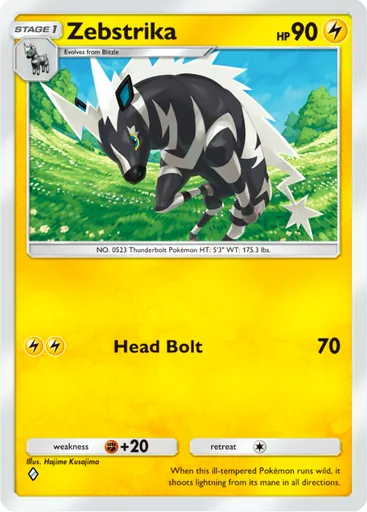 STAGE 1
Zebstrika
HP 90
Evolves from Blitzle
NO. 0523 Thunderbolt Pokémon HT: 5'3" WT: 175.3 lbs.
Head Bolt 70
weakness +20 retreat
Illus. Hajime Kusajima
When this ill-tempered Pokémon runs wild, it
shoots lightning from its mane in all directions.